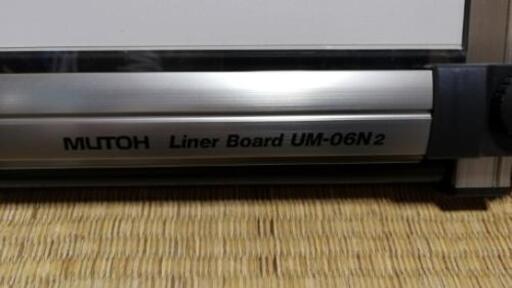 MUTOH Liner Board UM-06N2